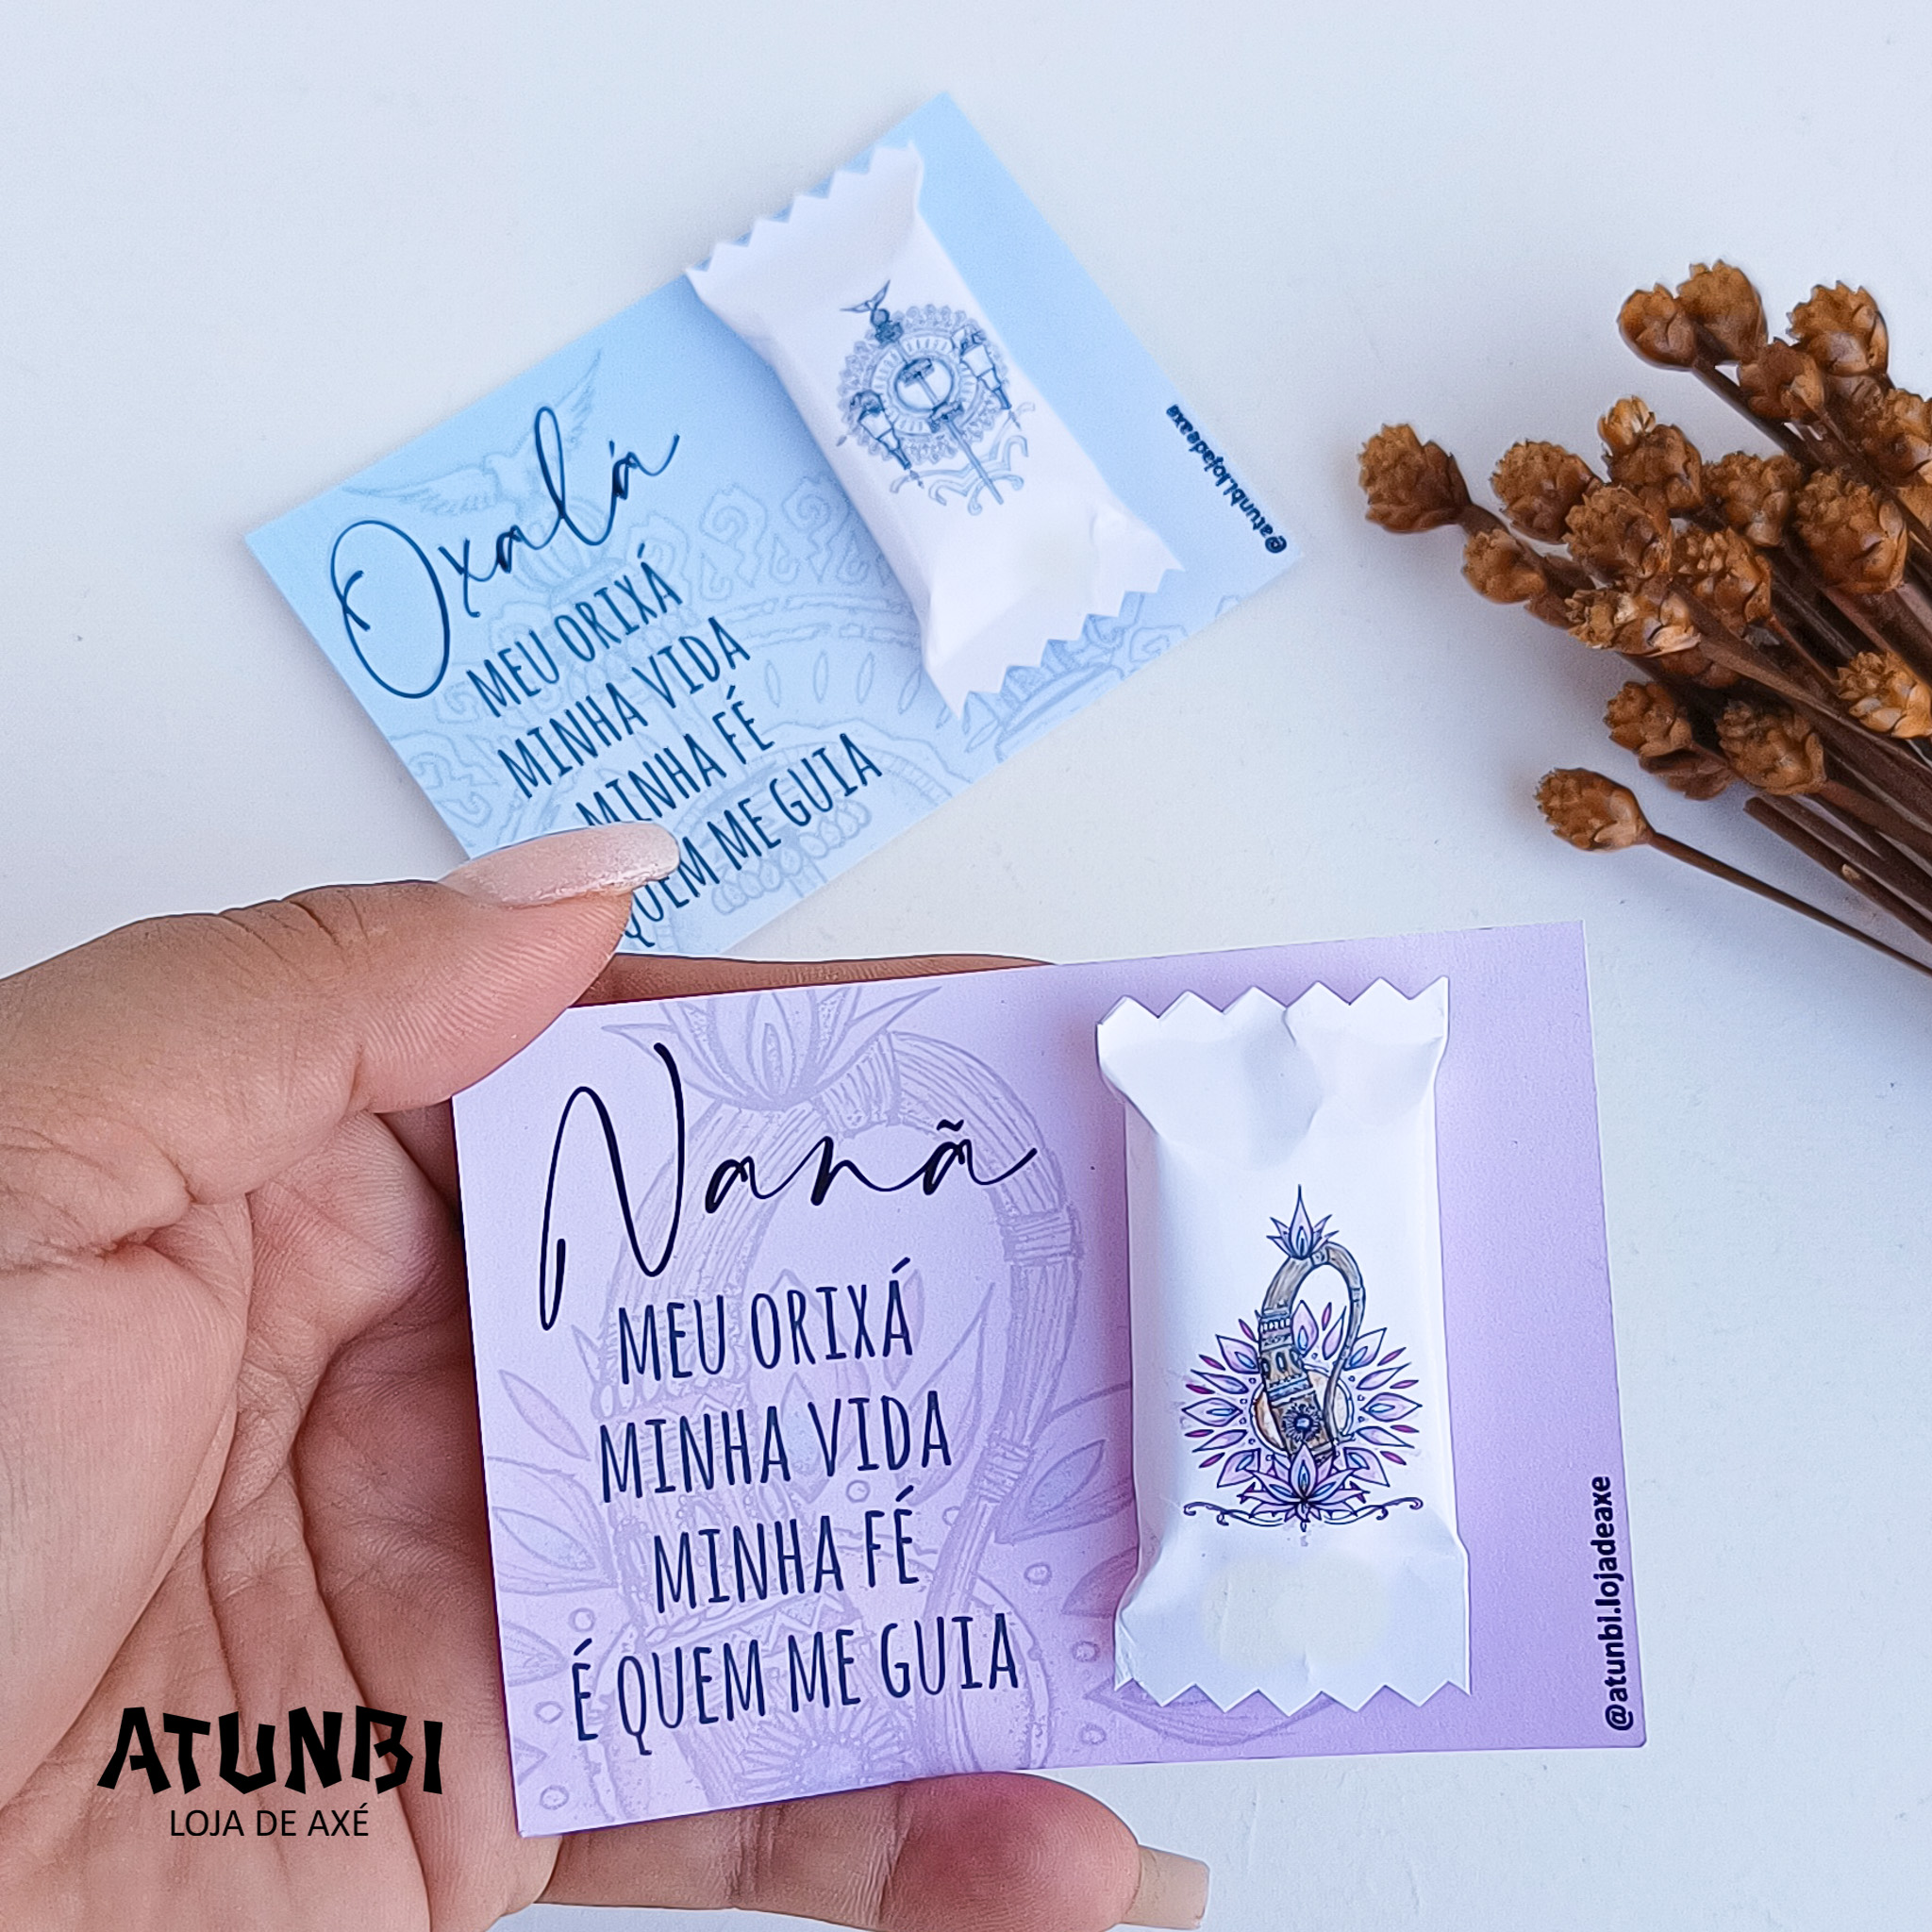 Oxalá
MEU ORIXÁ
MINHA VIDA
MINHA FÉ
QUEM ME GUIA
@atunbi.lojadeaxe
Nanã
MEU ORIXÁ
MINHA VIDA
MINHA FÉ
É QUEM ME GUIA
@atunbi.lojadeaxe
ATUNBI
LOJA DE AXÉ